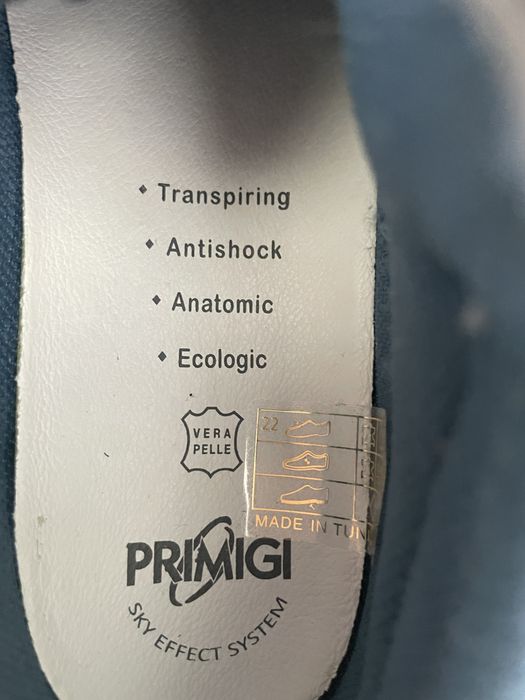 Transpiring
Antishock
Anatomic
Ecologic
VERA
PELLE
22
MADE IN TUN
PRIMIGI
SKY EFFECT SYSTEM